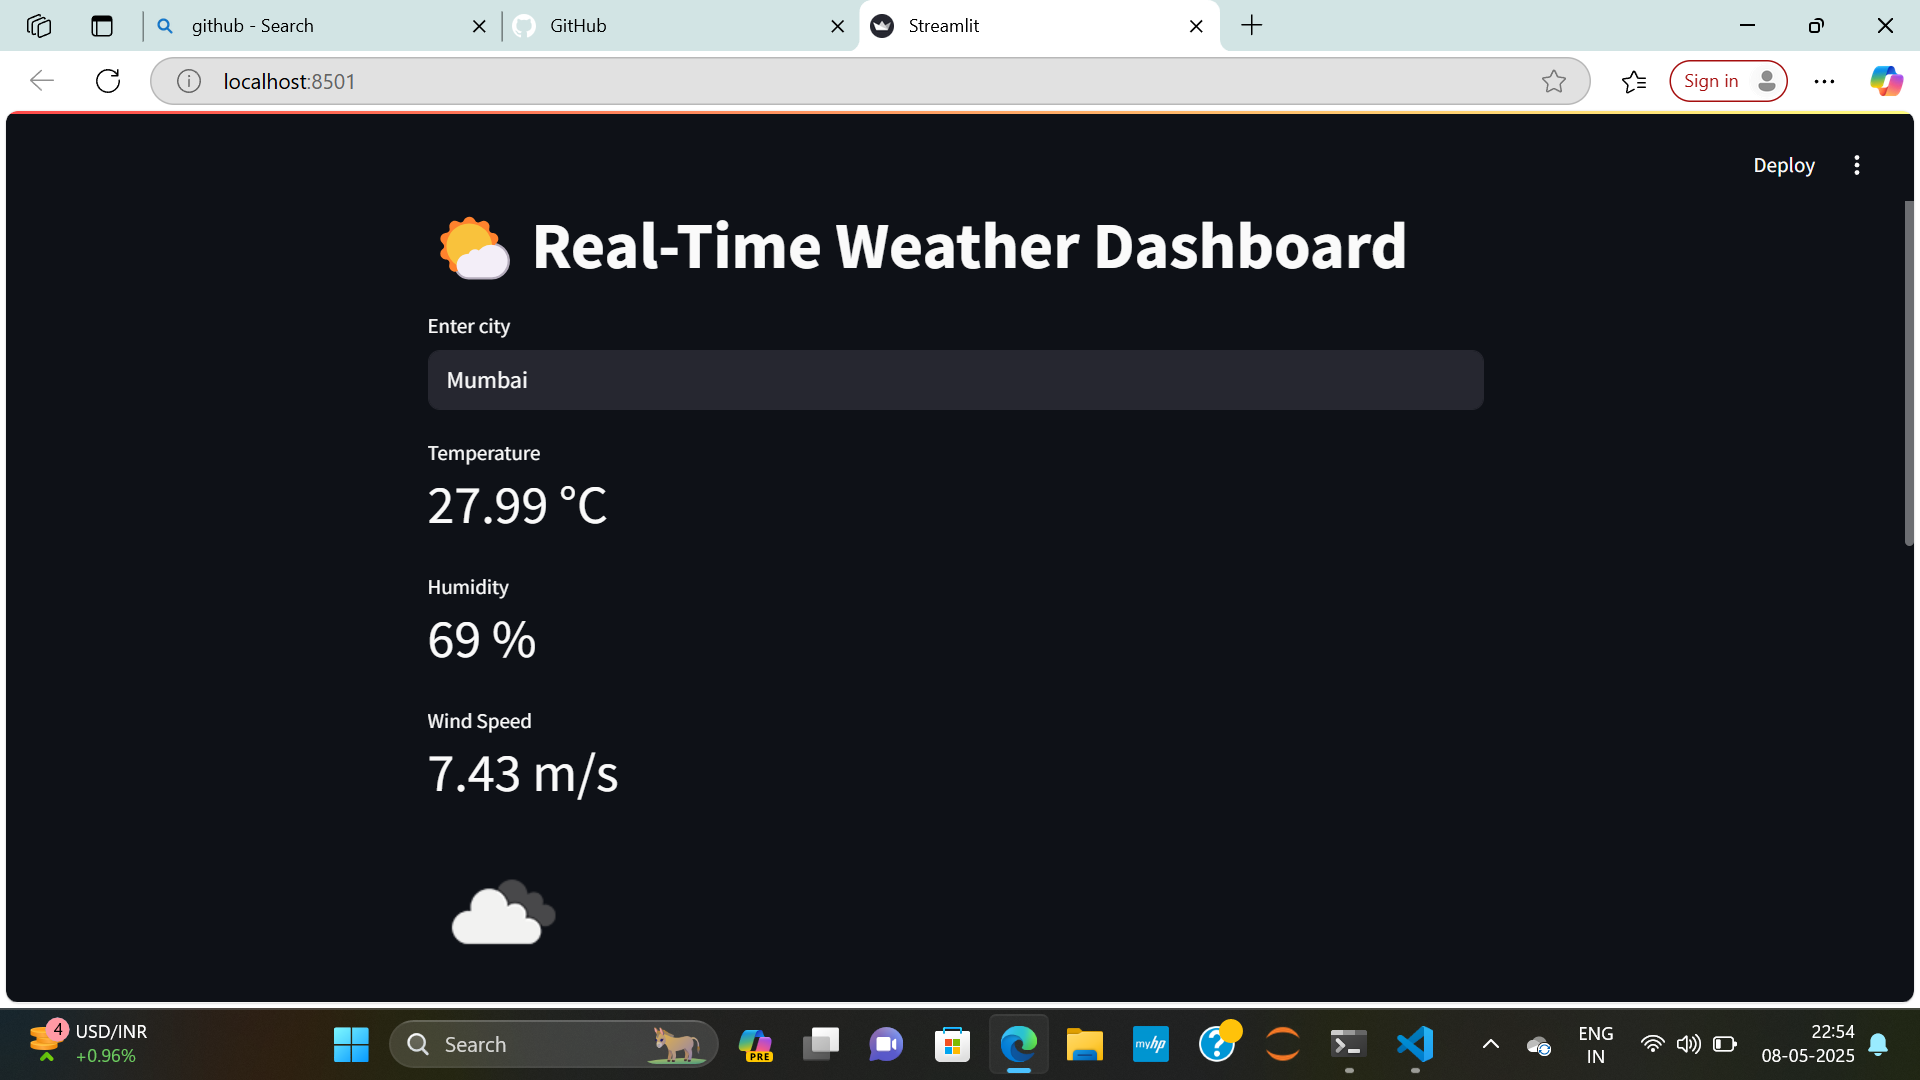 github - Search
GitHub
Streamlit
localhost:8501
Sign in
Deploy
Real-Time Weather Dashboard
Enter city
Mumbai
Temperature
27.99 °C
Humidity
69 %
Wind Speed
7.43 m/s
4
USD/INR
+0.96%
Search
PRE
myhp
ENG
IN
22:54
08-05-2025